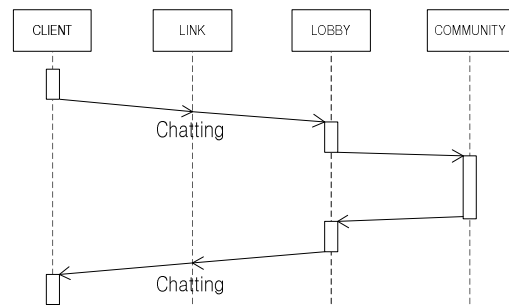 CLIENT
LINK
LOBBY
COMMUNITY
Chatting
Chatting